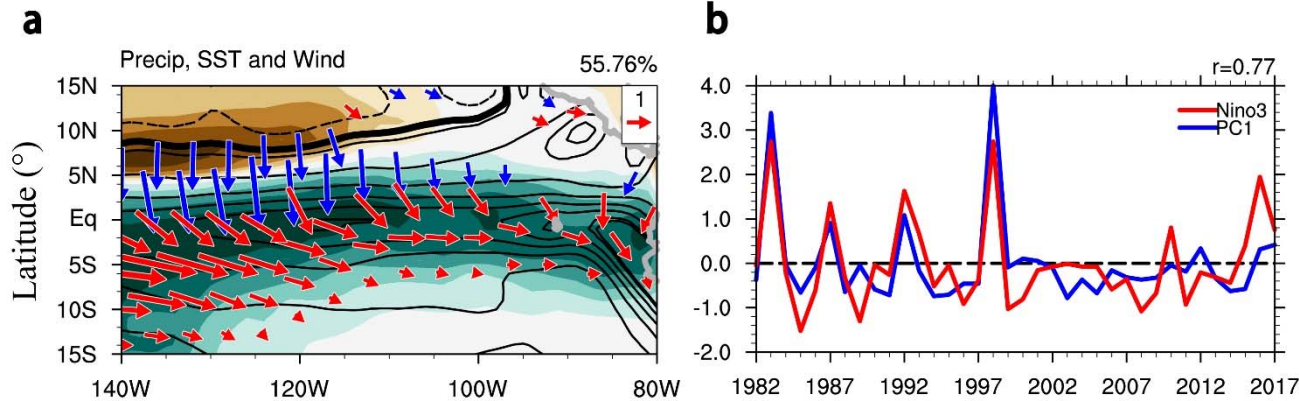 a
Precip, SST and Wind 55.76%
15N
10N
5N
Eq
5S
10S
15S
Latitude (°)
1
140W 120W 100W 80W
b
r=0.77
4.0
3.0
2.0
1.0
0.0
-1.0
-2.0
Nino3
PC1
1982 1987 1992 1997 2002 2007 2012 2017